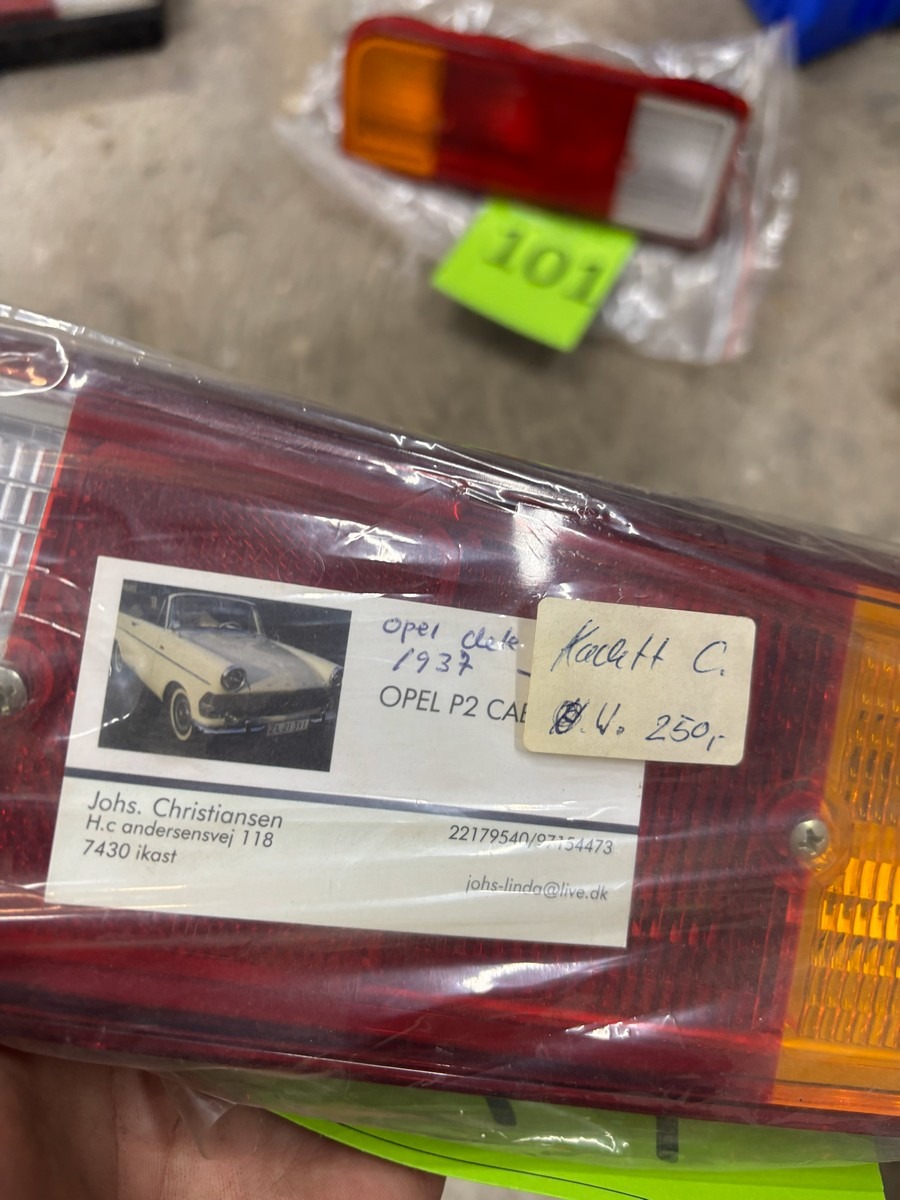 101
opel dele
1937
OPEL P2 CAB
Kadett C.
V. 250,-
Johs. Christiansen
H.c andersensvej 118
7430 ikast
22179540/97154473
johs-linda@live.dk